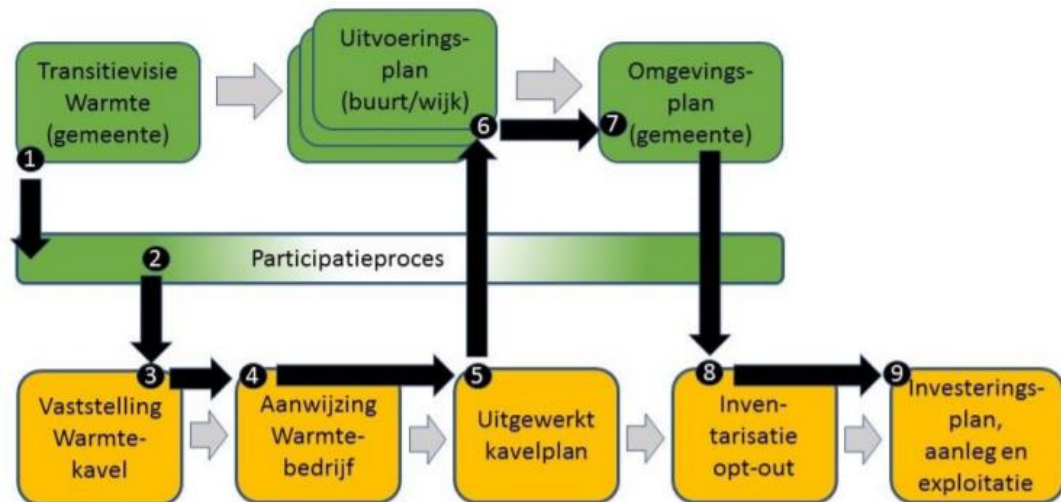 Transitievisie
Warmte
(gemeente)
1
Uitvoerings-
plan
(buurt/wijk)
6
Omgevings-
plan
(gemeente)
7
2
Participatieproces
3
Vaststelling
Warmte-
kavel
4
Aanwijzing
Warmte-
bedrijf
5
Uitgewerkt
kavelplan
8
Inven-
tarisatie
opt-out
9
Investerings-
plan,
aanleg en
exploitatie